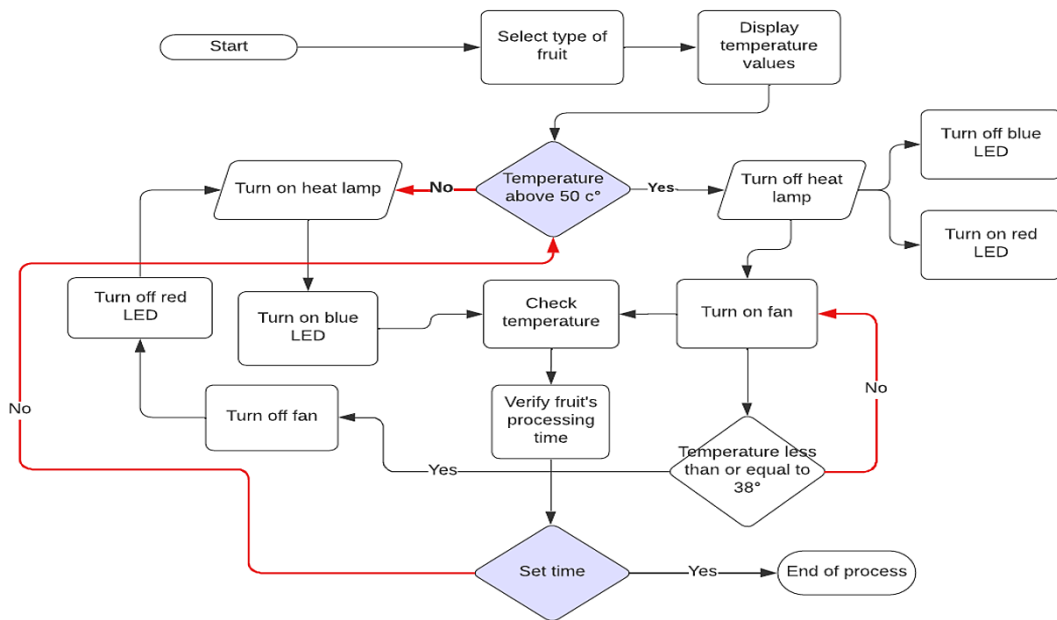 Start
Select type of
fruit
Display
temperature
values
Turn off blue
LED
Turn on heat lamp
No
Temperature
above 50 c°
Yes
Turn off heat
lamp
Turn on red
LED
Turn off red
LED
Turn on blue
LED
Check
temperature
Turn on fan
No
No
Turn off fan
Verify fruit's
processing
time
Yes
Temperature less
than or equal to
38°
Set time
Yes
End of process